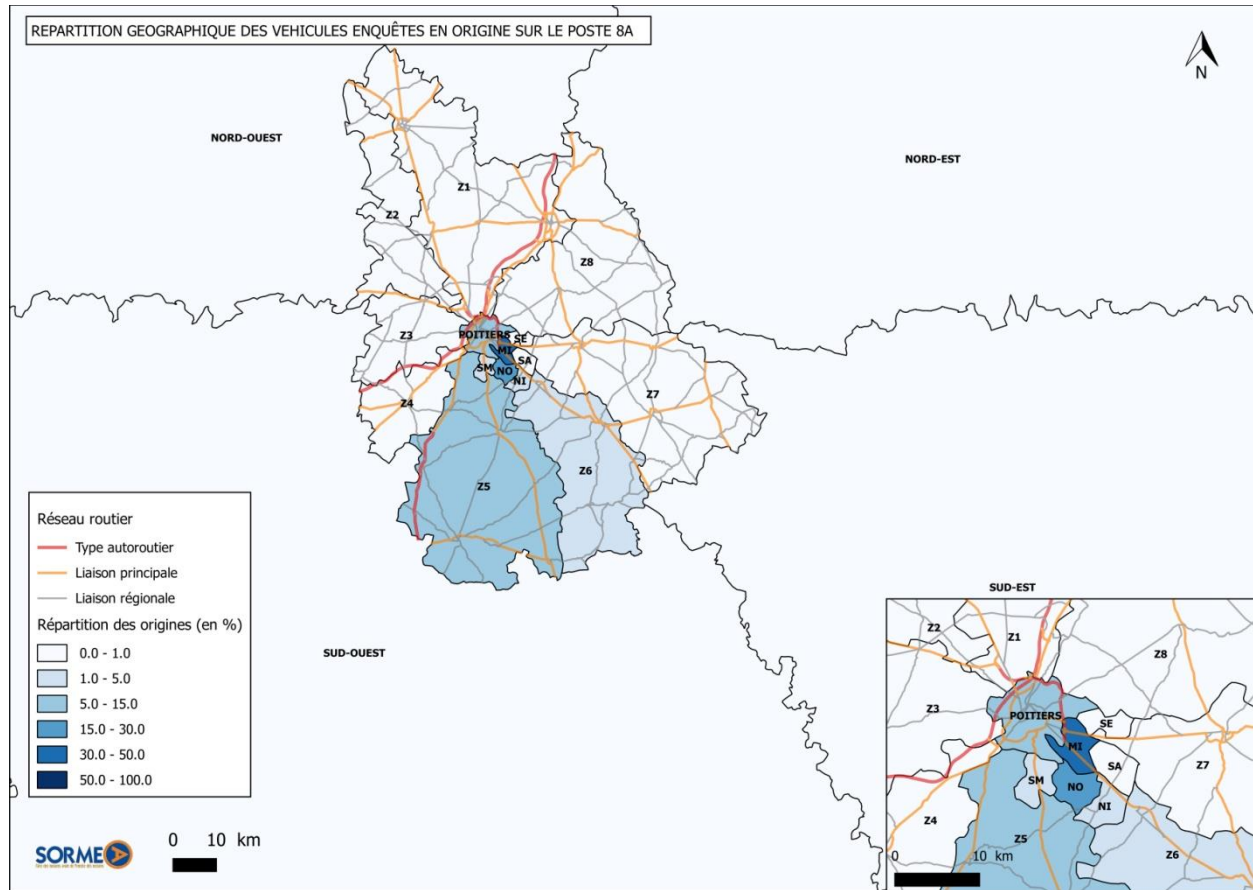 REPARTITION GEOGRAPHIQUE DES VEHICULES ENQUÊTES EN ORIGINE SUR LE POSTE 8A
N
NORD-OUEST
NORD-EST
Z1
Z2
Z8
Z3
POITIERS
SE
MI
SA
SM
NO
NI
Z4
Z7
Z6
Z5
Réseau routier
Type autoroutier
Liaison principale
Liaison régionale
Répartition des origines (en %)
0.0 - 1.0
1.0 - 5.0
5.0 - 15.0
15.0 - 30.0
30.0 - 50.0
50.0 - 100.0
SUD-OUEST
SUD-EST
Z2
Z1
Z8
Z3
POITIERS
SE
MI
SA
Z7
SM
NO
NI
Z4
Z5
Z6
0 10 km
SORMEA
0 10 km